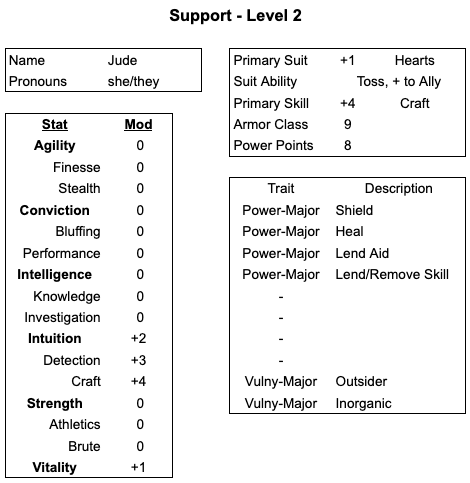 Support - Level 2
Name Jude
Pronouns she/they
Stat Mod
Agility 0
Finesse 0
Stealth 0
Conviction 0
Bluffing 0
Performance 0
Intelligence 0
Knowledge 0
Investigation 0
Intuition +2
Detection +3
Craft +4
Strength 0
Athletics 0
Brute 0
Vitality +1
Primary Suit +1 Hearts
Suit Ability Toss, + to Ally
Primary Skill +4 Craft
Armor Class 9
Power Points 8
Trait Description
Power-Major Shield
Power-Major Heal
Power-Major Lend Aid
Power-Major Lend/Remove Skill
-
-
-
-
Vulny-Major Outsider
Vulny-Major Inorganic